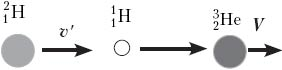 ²₁H v′ ¹₁H ³₂He V